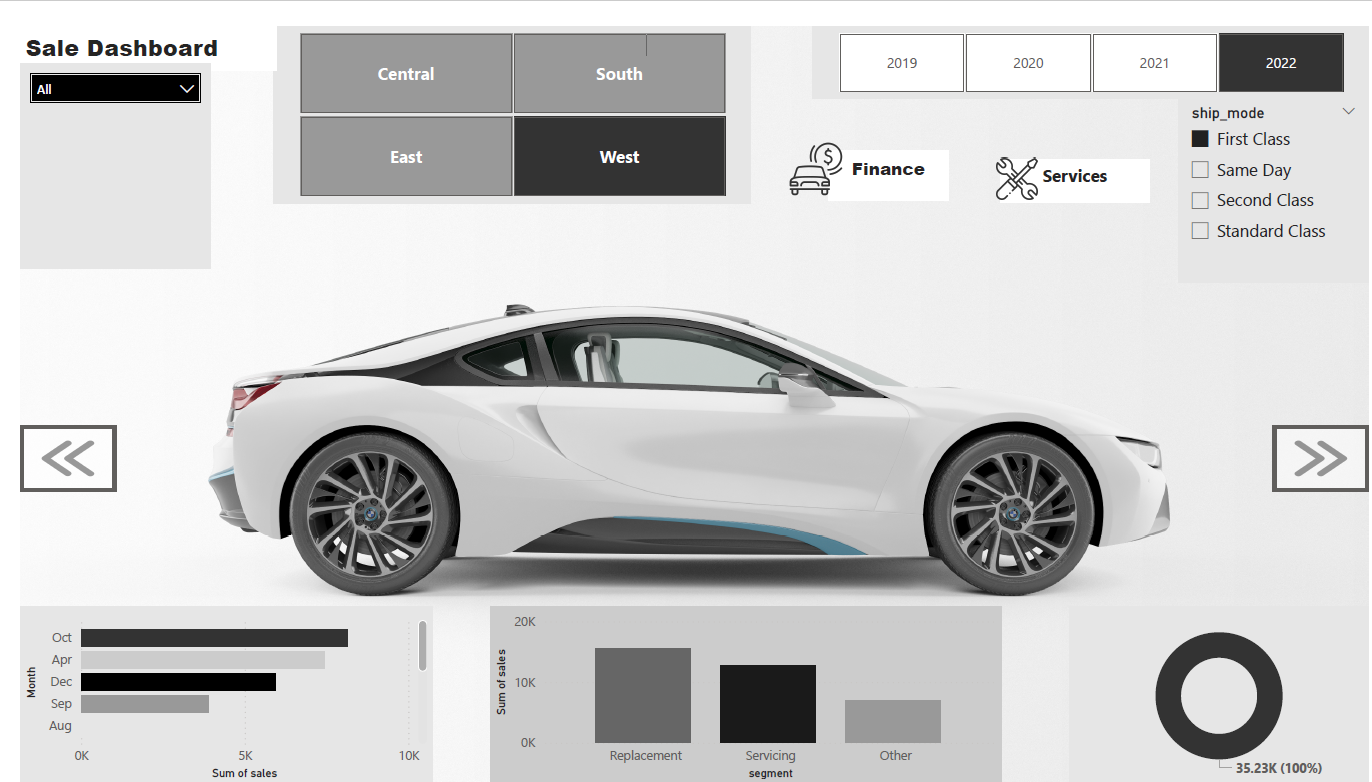 Sale Dashboard
All
Central
South
East
West
2019
2020
2021
2022
ship_mode
First Class
Same Day
Second Class
Standard Class
Finance
Services
$
Month
Oct
Apr
Dec
Sep
Aug
0K
5K
10K
Sum of sales
Sum of sales
20K
10K
0K
Replacement
Servicing
Other
segment
35.23K (100%)